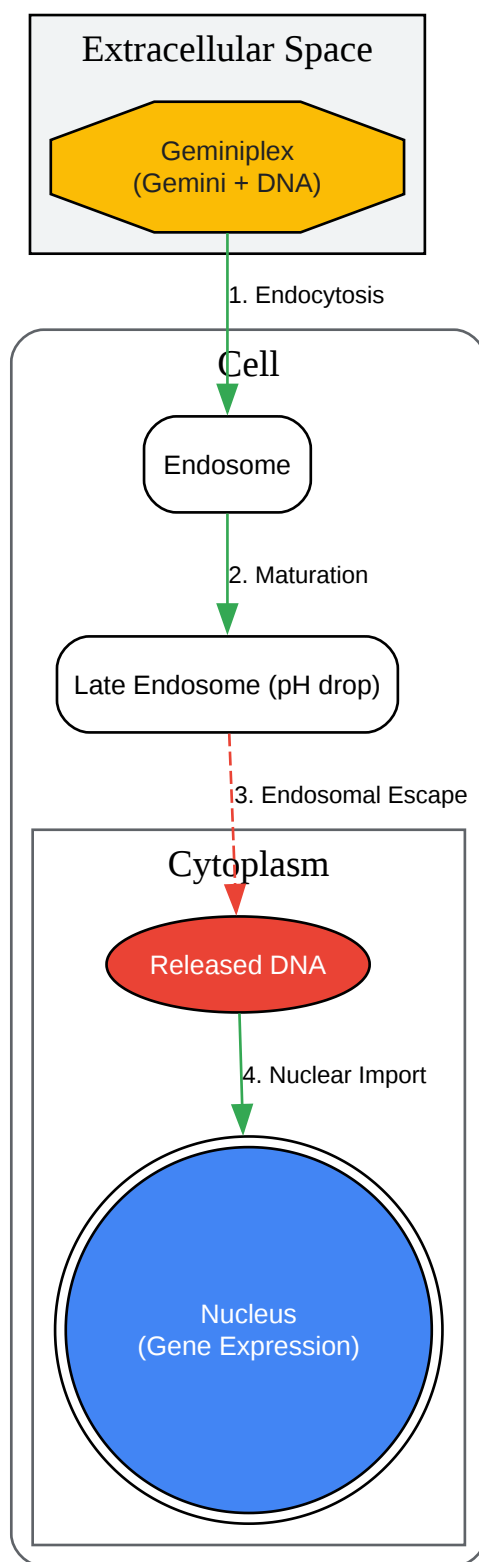 Extracellular Space
Geminiplex
(Gemini + DNA)
1. Endocytosis
Cell
Endosome
2. Maturation
Late Endosome (pH drop)
3. Endosomal Escape
Cytoplasm
Released DNA
4. Nuclear Import
Nucleus
(Gene Expression)